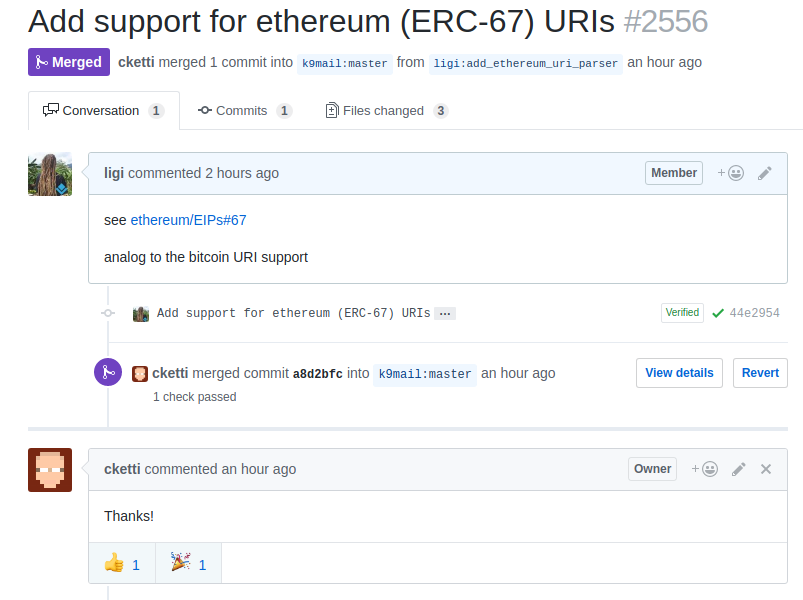 Add support for ethereum (ERC-67) URIs #2556
Merged cketti merged 1 commit into k9mail:master from ligi:add_ethereum_uri_parser an hour ago
Conversation 1 Commits 1 Files changed 3
ligi commented 2 hours ago Member
see ethereum/EIPs#67
analog to the bitcoin URI support
Add support for ethereum (ERC-67) URIs … Verified 44e2954
cketti merged commit a8d2bfc into k9mail:master an hour ago View details Revert
1 check passed
cketti commented an hour ago Owner
Thanks!
👍 1 🎉 1